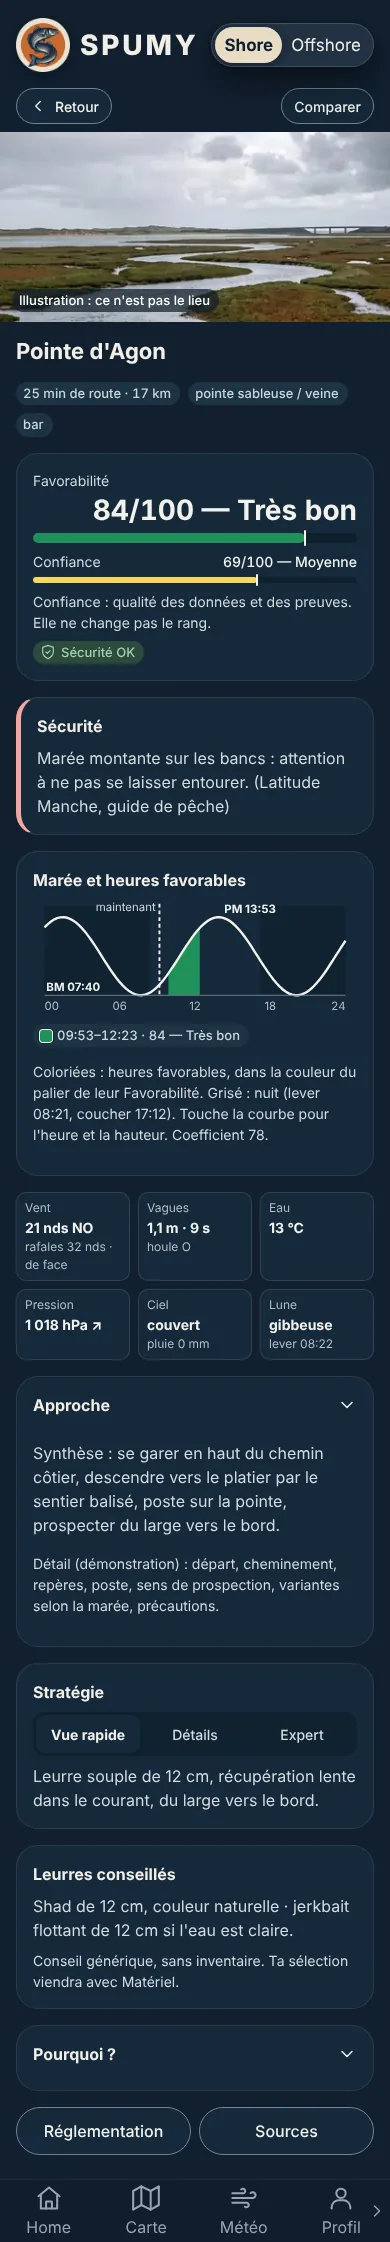 SPUMY
Shore
Offshore
Retour
Comparer
Illustration : ce n'est pas le lieu
Pointe d'Agon
25 min de route · 17 km
pointe sableuse / veine
bar
Favorabilité
84/100 — Très bon
Confiance
69/100 — Moyenne
Confiance : qualité des données et des preuves.
Elle ne change pas le rang.
Sécurité OK
Sécurité
Marée montante sur les bancs : attention
à ne pas se laisser entourer. (Latitude
Manche, guide de pêche)
Marée et heures favorables
maintenant
PM 13:53
BM 07:40
00
06
12
18
24
09:53–12:23 · 84 — Très bon
Coloriées : heures favorables, dans la couleur du
palier de leur Favorabilité. Grisé : nuit (lever
08:21, coucher 17:12). Touche la courbe pour
l'heure et la hauteur. Coefficient 78.
Vent
21 nds NO
rafales 32 nds ·
de face
Vagues
1,1 m · 9 s
houle O
Eau
13 °C
Pression
1 018 hPa ↗
Ciel
couvert
pluie 0 mm
Lune
gibbeuse
lever 08:22
Approche
Synthèse : se garer en haut du chemin
côtier, descendre vers le platier par le
sentier balisé, poste sur la pointe,
prospecter du large vers le bord.
Détail (démonstration) : départ, cheminement,
repères, poste, sens de prospection, variantes
selon la marée, précautions.
Stratégie
Vue rapide
Détails
Expert
Leurre souple de 12 cm, récupération lente
dans le courant, du large vers le bord.
Leurres conseillés
Shad de 12 cm, couleur naturelle · jerkbait
flottant de 12 cm si l'eau est claire.
Conseil générique, sans inventaire. Ta sélection
viendra avec Matériel.
Pourquoi ?
Réglementation
Sources
Home
Carte
Météo
Profil